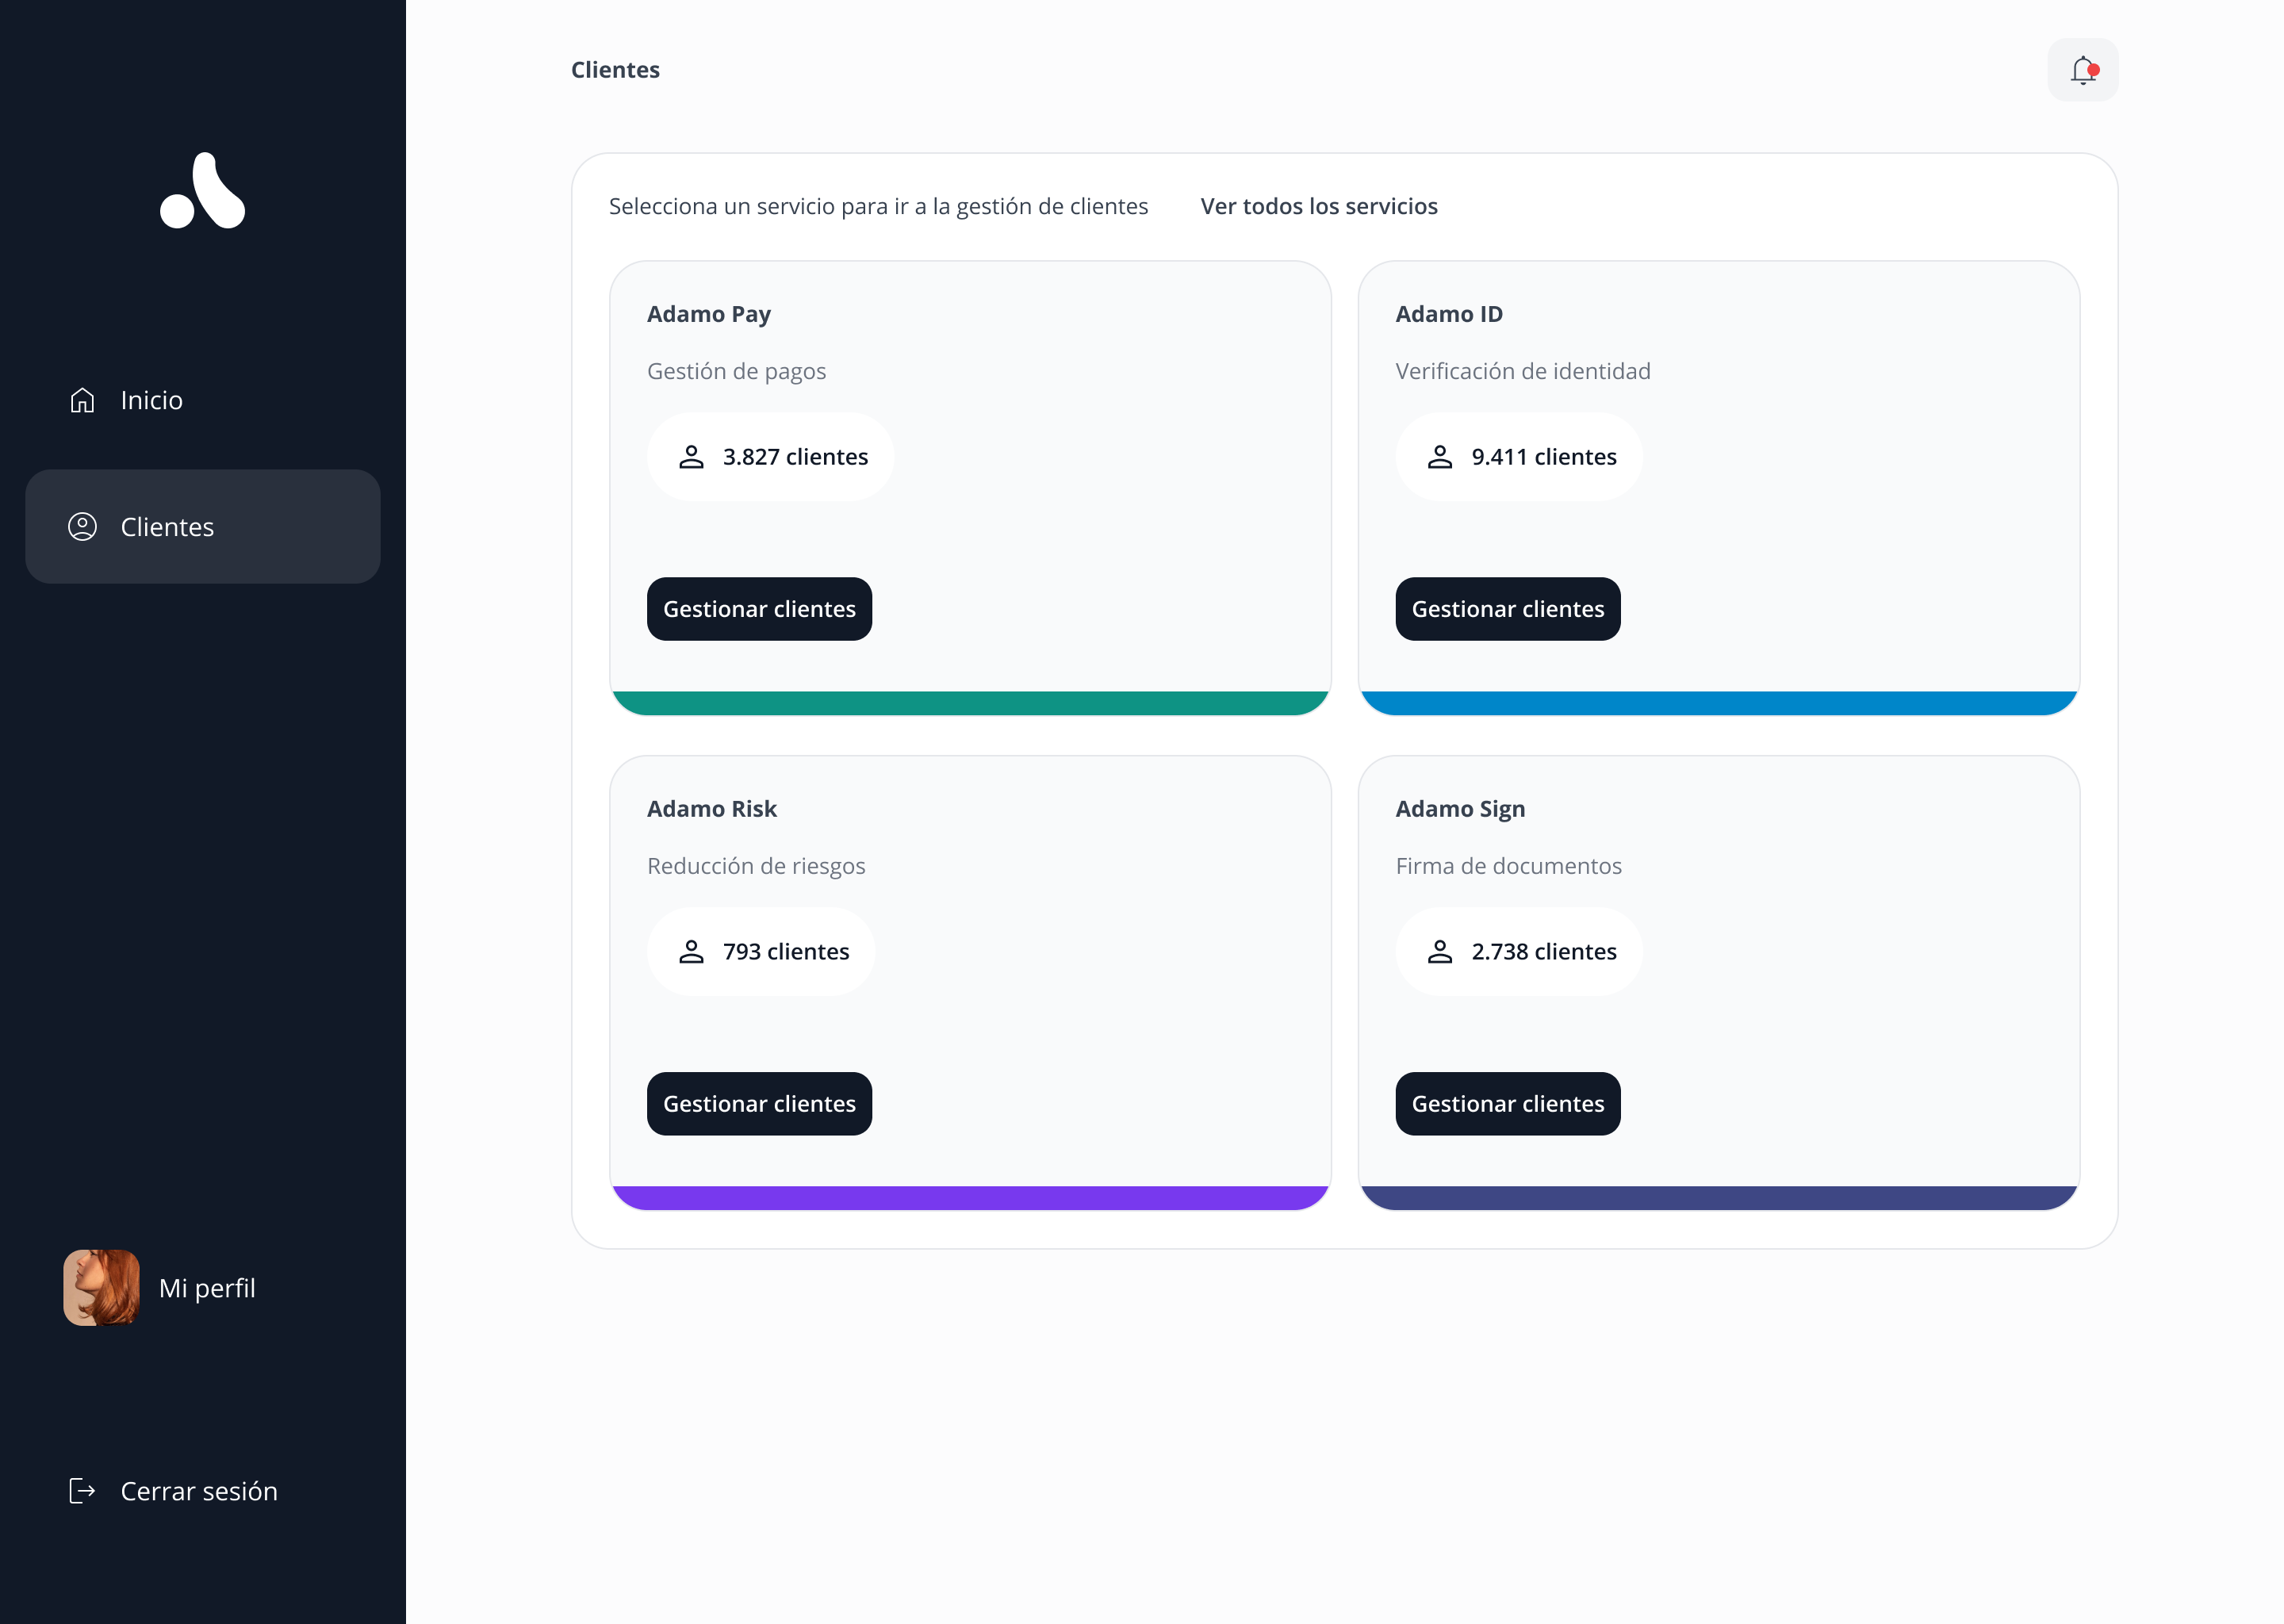 Inicio
Clientes
Mi perfil
Cerrar sesión
Clientes
Selecciona un servicio para ir a la gestión de clientes
Ver todos los servicios
Adamo Pay
Gestión de pagos
3.827 clientes
Gestionar clientes
Adamo ID
Verificación de identidad
9.411 clientes
Gestionar clientes
Adamo Risk
Reducción de riesgos
793 clientes
Gestionar clientes
Adamo Sign
Firma de documentos
2.738 clientes
Gestionar clientes